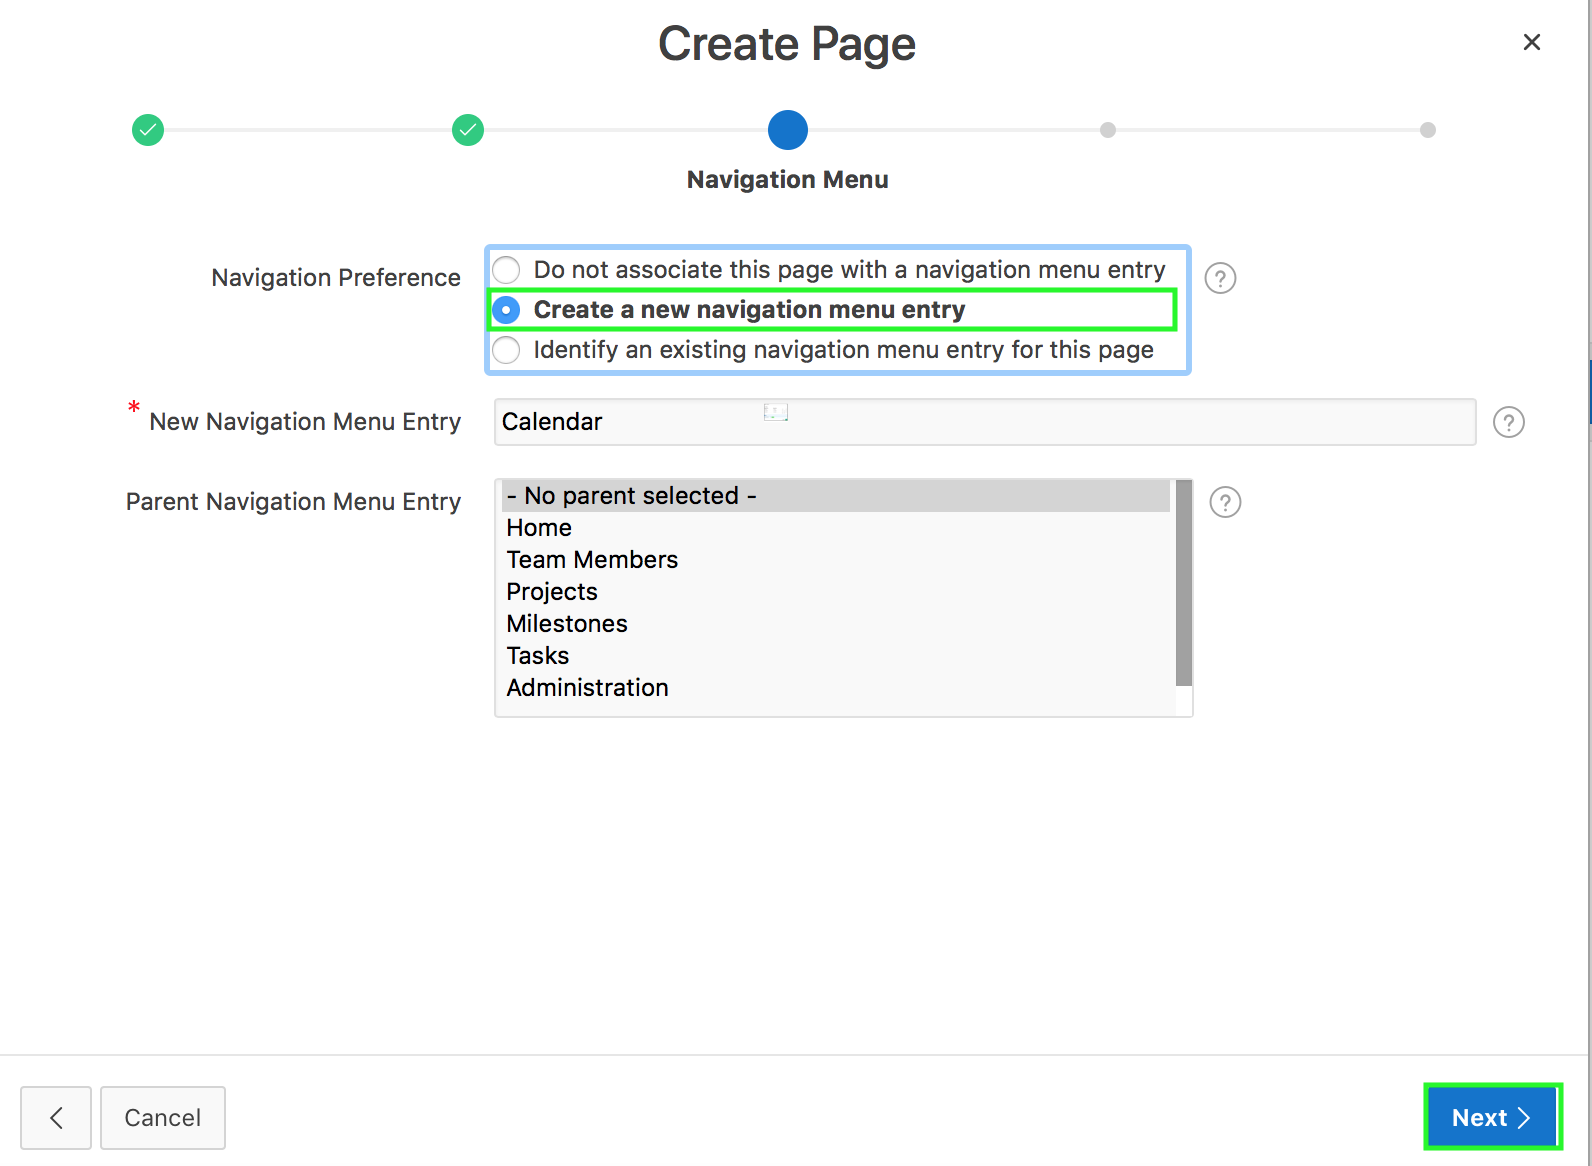 Create Page
Navigation Menu
Navigation Preference
Do not associate this page with a navigation menu entry
?
Create a new navigation menu entry
Identify an existing navigation menu entry for this page
* New Navigation Menu Entry
Calendar
?
Parent Navigation Menu Entry
- No parent selected -
?
Home
Team Members
Projects
Milestones
Tasks
Administration
Cancel
Next